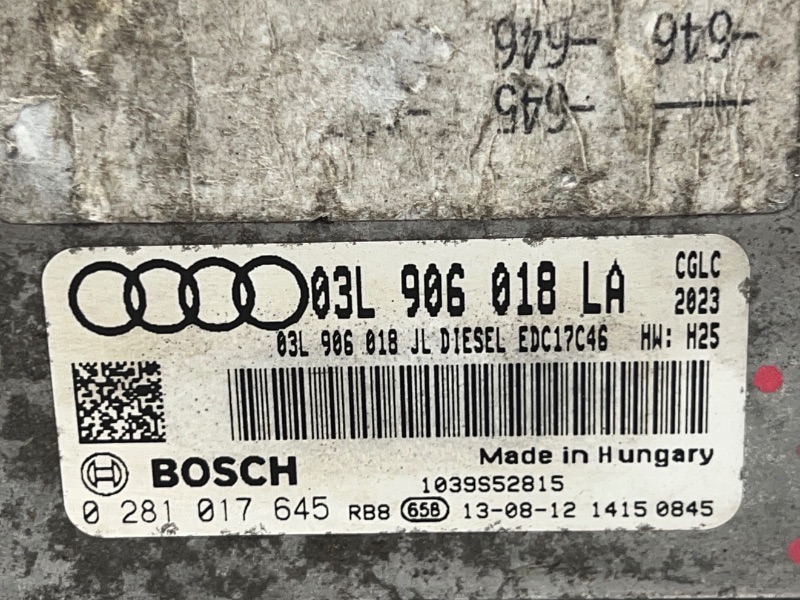 -646 -646
-645
03L 906 018 LA CGLC
2023
03L 906 018 JL DIESEL EDC17C46 HW: H25
BOSCH Made in Hungary
1039S52815
0 281 017 645 RB8 658 13-08-12 1415 0845